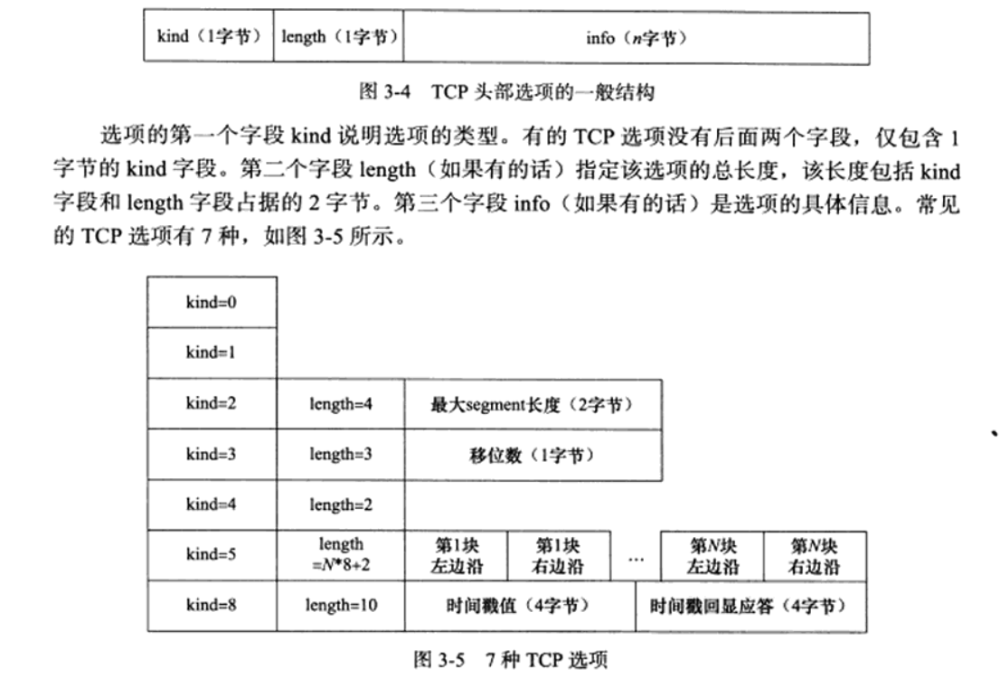 kind（1字节） length（1字节） info（n字节）
图 3-4 TCP 头部选项的一般结构
选项的第一个字段 kind 说明选项的类型。有的 TCP 选项没有后面两个字段，仅包含 1
字节的 kind 字段。第二个字段 length（如果有的话）指定该选项的总长度，该长度包括 kind
字段和 length 字段占据的 2 字节。第三个字段 info（如果有的话）是选项的具体信息。常见
的 TCP 选项有 7 种，如图 3-5 所示。
kind=0
kind=1
kind=2 length=4 最大segment长度（2字节）
kind=3 length=3 移位数（1字节）
kind=4 length=2
kind=5 length =N*8+2 第1块左边沿 第1块右边沿 … 第N块左边沿 第N块右边沿
kind=8 length=10 时间戳值（4字节） 时间戳回显应答（4字节）
图 3-5 7 种 TCP 选项